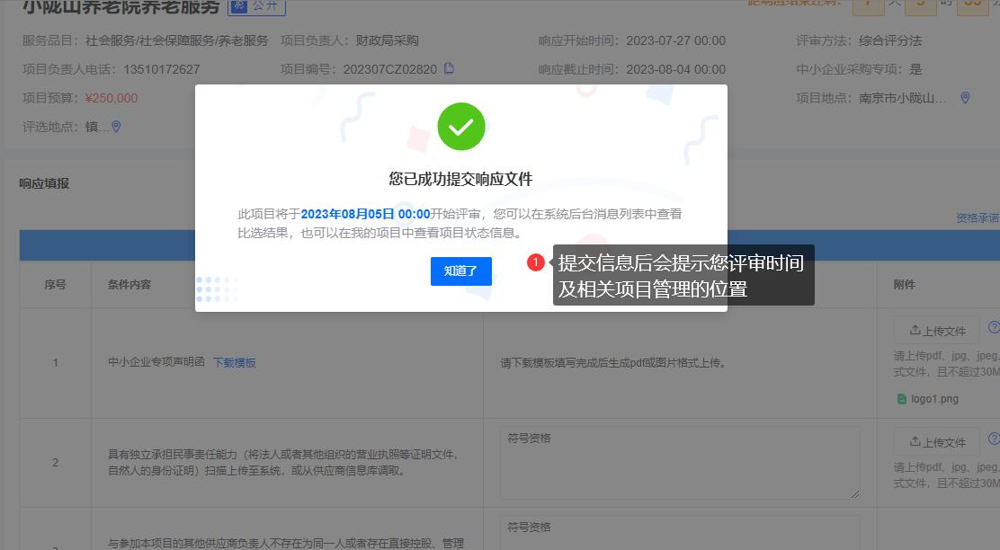 小陇山养老院养老服务 公开
服务品目：社会服务/社会保障服务/养老服务 项目负责人：财政局采购 响应开始时间：2023-07-27 00:00 评审方法：综合评分法
项目负责人电话：13510172627 项目编号：202307CZ02820 响应截止时间：2023-08-04 00:00 中小企业采购专项：是
项目预算：¥250,000 项目地点：南京市小陇山...
评选地点：镇...
您已成功提交响应文件
此项目将于2023年08月05日 00:00开始评审，您可以在系统后台消息列表中查看
比选结果，也可以在我的项目中查看项目状态信息。
知道了
1
提交信息后会提示您评审时间
及相关项目管理的位置
响应填报
资格承诺
序号 条件内容 附件
1 中小企业专项声明函 下载模板 请下载模板填写完成后生成pdf或图片格式上传。
上传文件
请上传pdf、jpg、jpeg、
式文件，且不超过30M
logo1.png
2 具有独立承担民事责任能力（将法人或者其他组织的营业执照等证明文件，
自然人的身份证明）扫描上传至系统，或从供应商信息库调取。
符号资格
上传文件
请上传pdf、jpg、jpeg、
式文件，且不超过30M
与参加本项目的其他供应商负责人不存在为同一人或者存在直接控股、管理
符号资格